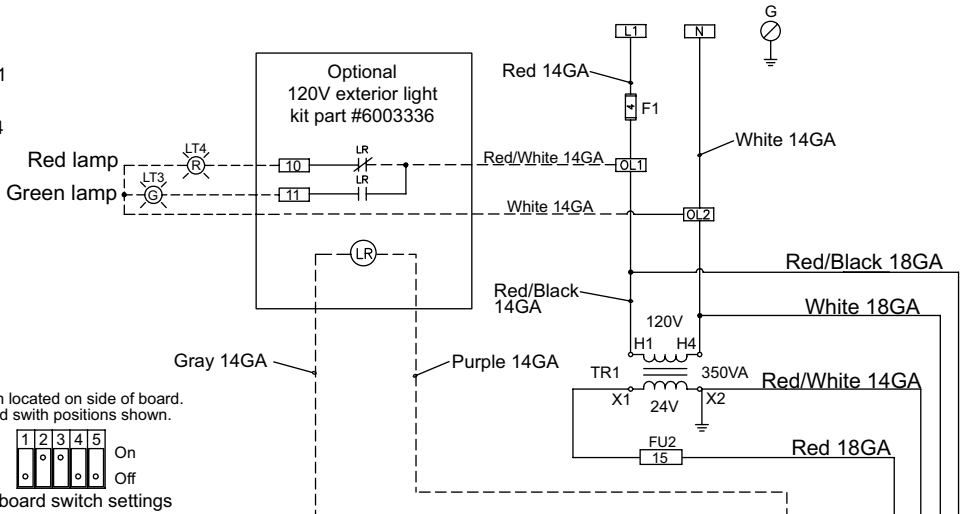 G
L1
N
1
Optional
120V exterior light
kit part #6003336
Red 14GA
4
F1
4
White 14GA
LT4
LR
Red lamp
R
10
Red/White 14GA
OL1
LT3
LR
Green lamp
G
11
White 14GA
OL2
LR
Red/Black 18GA
Red/Black
14GA
White 18GA
120V
H1
H4
Gray 14GA
Purple 14GA
TR1
350VA
Red/White 14GA
X1
24V
X2
located on side of board.
swith positions shown.
1 2 3 4 5
On
Off
board switch settings
FU2
15
Red 18GA